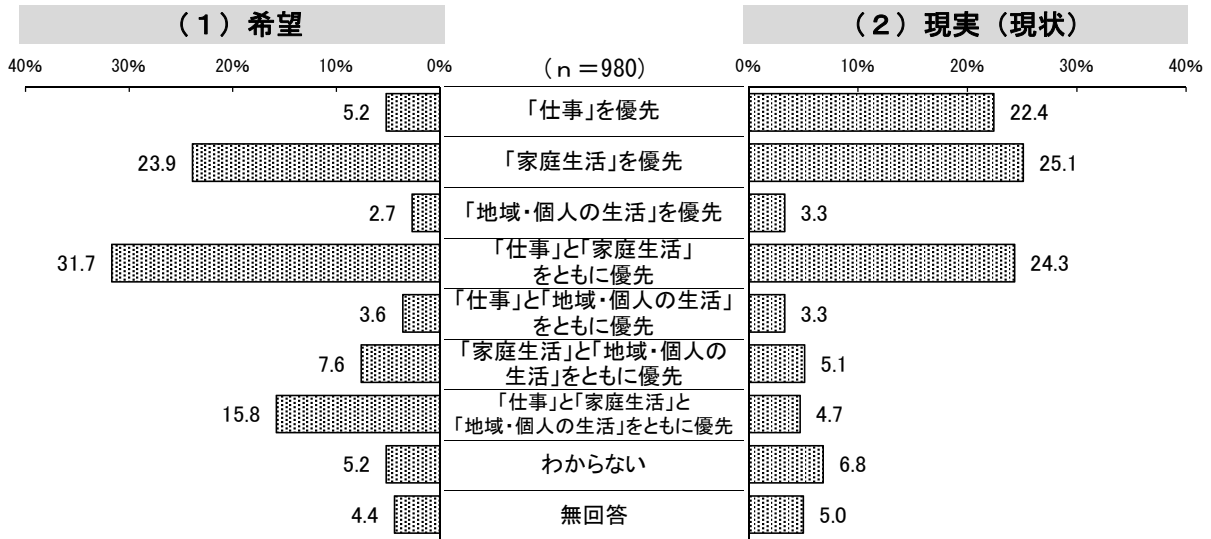 （１）希望
（２）現実（現状）
40% 30% 20% 10% 0%
（ｎ＝980）
0% 10% 20% 30% 40%
5.2 「仕事」を優先 22.4
23.9 「家庭生活」を優先 25.1
2.7 「地域・個人の生活」を優先 3.3
31.7 「仕事」と「家庭生活」
をともに優先 24.3
3.6 「仕事」と「地域・個人の生活」
をともに優先 3.3
7.6 「家庭生活」と「地域・個人の
生活」をともに優先 5.1
15.8 「仕事」と「家庭生活」と
「地域・個人の生活」をともに優先 4.7
5.2 わからない 6.8
4.4 無回答 5.0